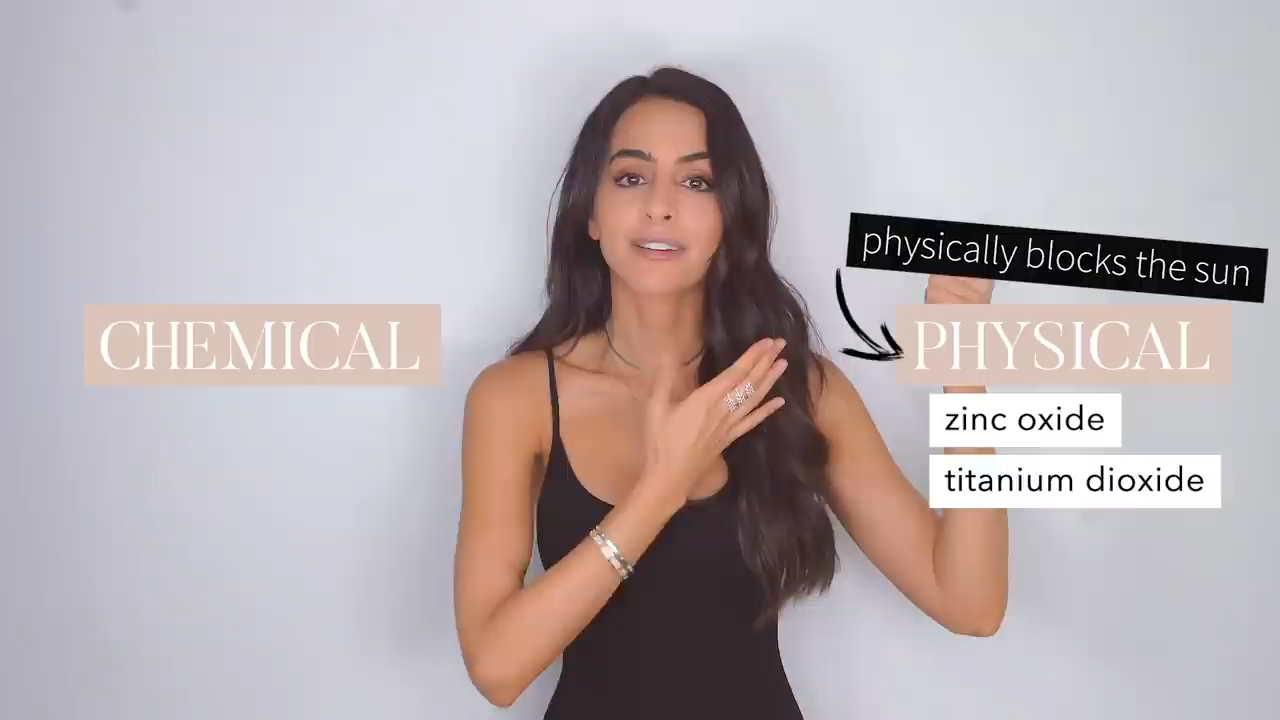 physically blocks the sun
CHEMICAL
PHYSICAL
zinc oxide
titanium dioxide